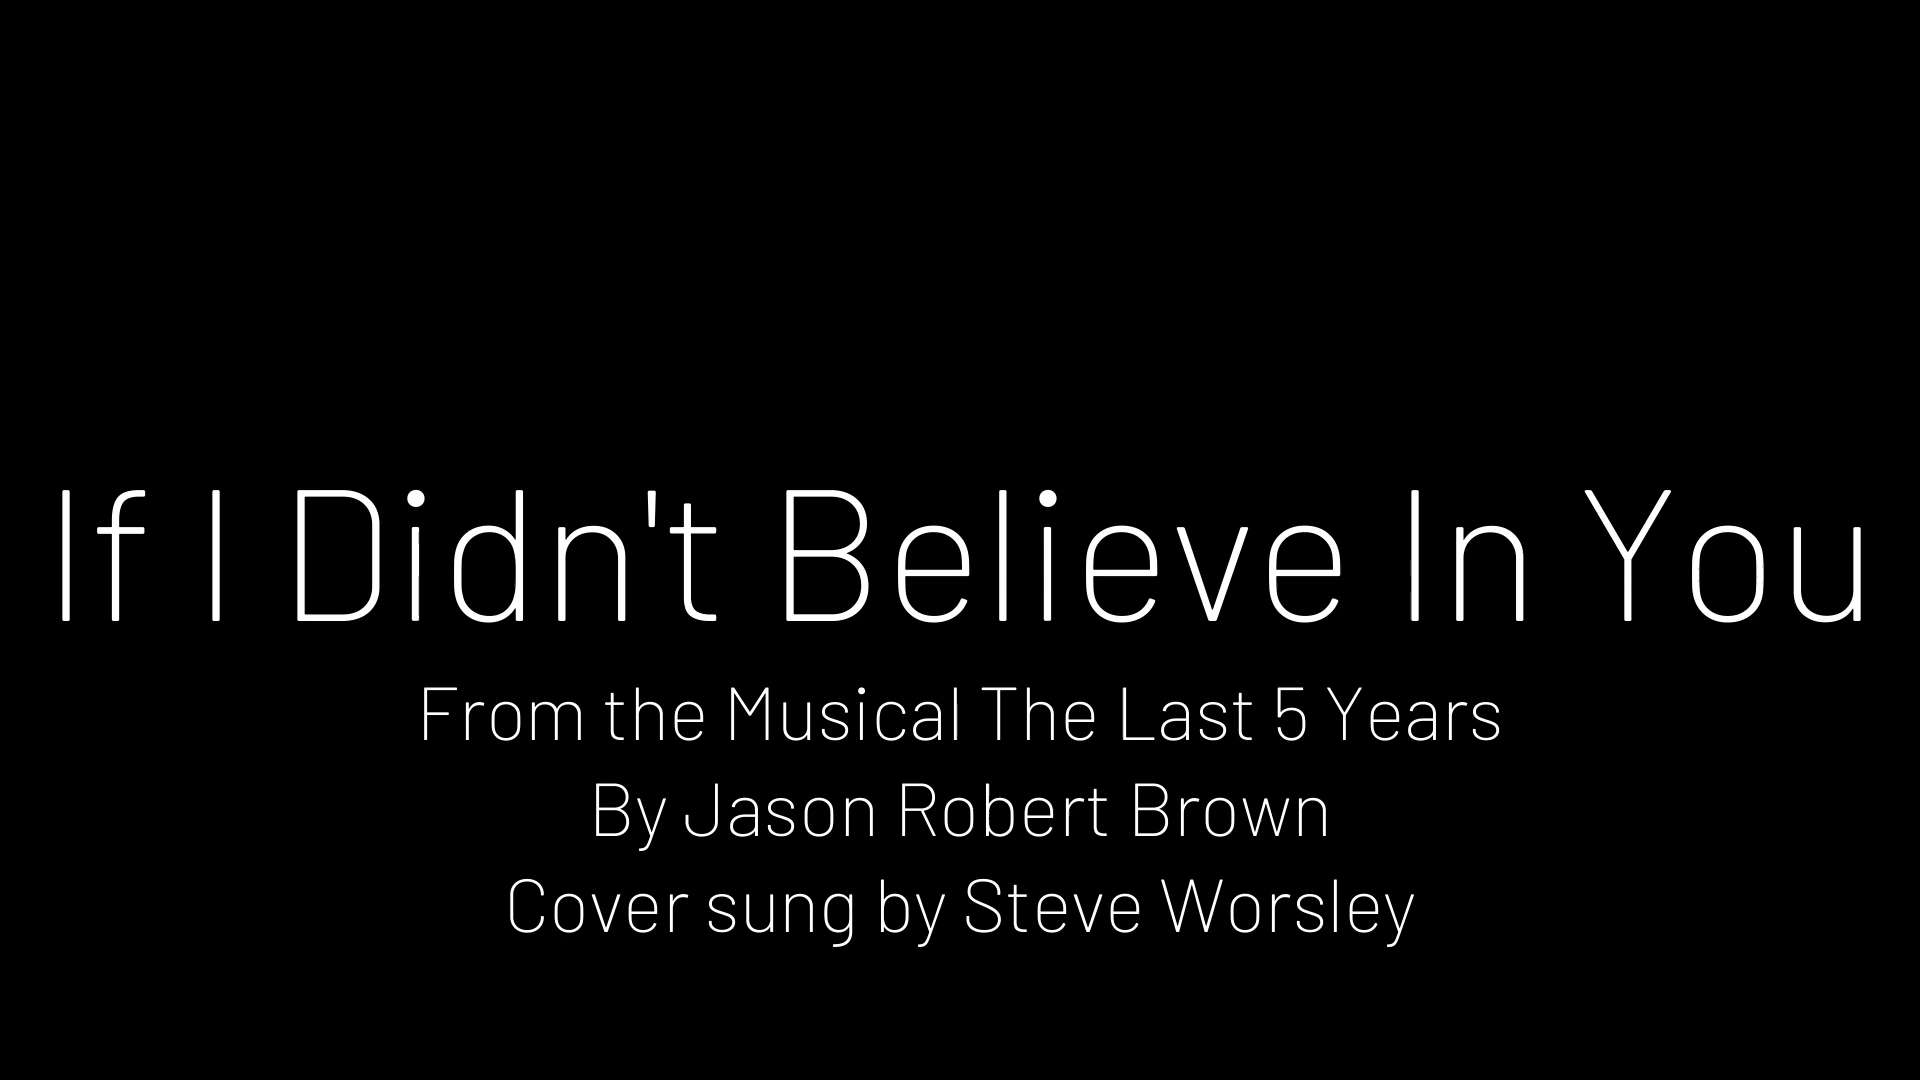 If I Didn't Believe In You
From the Musical The Last 5 Years
By Jason Robert Brown
Cover sung by Steve Worsley